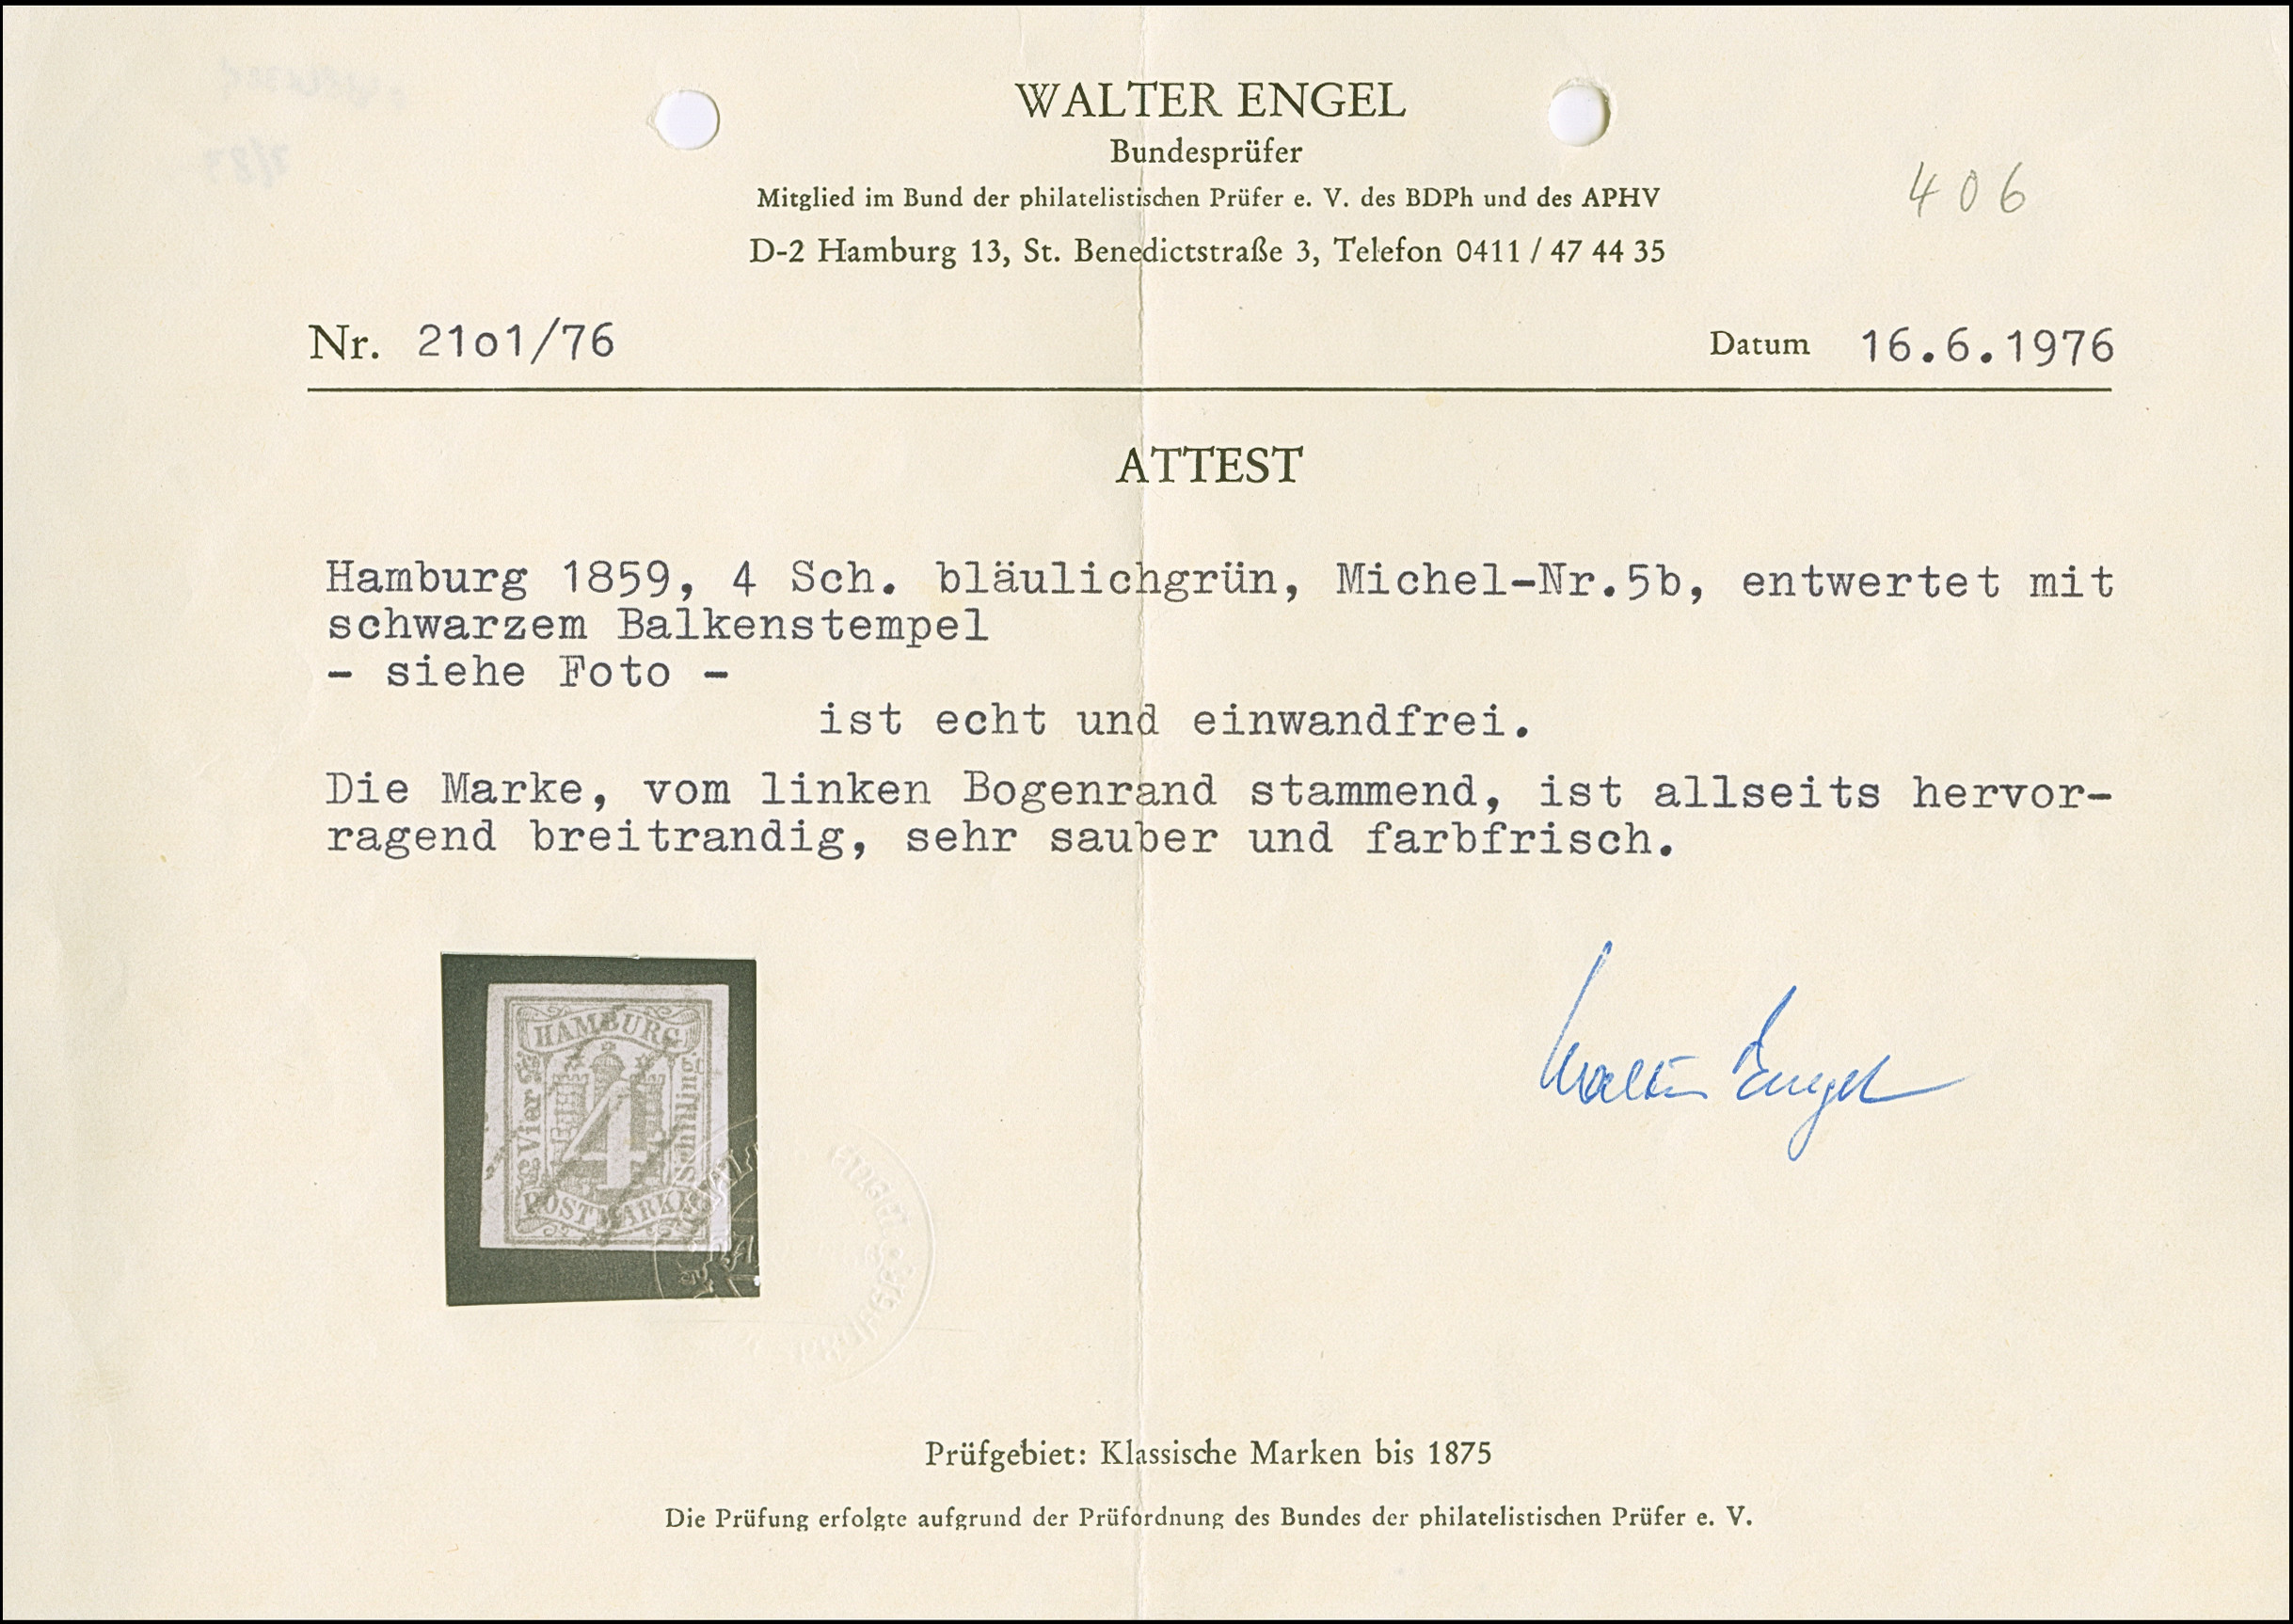 WALTER ENGEL
Bundesprüfer
Mitglied im Bund der philatelistischen Prüfer e. V. des BDPh und des APHV
D-2 Hamburg 13, St. Benedictstraße 3, Telefon 0411 / 47 44 35
406
Nr. 21o1/76
Datum 16.6.1976
ATTEST
Hamburg 1859, 4 Sch. bläulichgrün, Michel-Nr.5b, entwertet mit
schwarzem Balkenstempel
- siehe Foto -
ist echt und einwandfrei.
Die Marke, vom linken Bogenrand stammend, ist allseits hervor-
ragend breitrandig, sehr sauber und farbfrisch.
HAMBURG
Vier
4
Schilling
POSTMARKE
Walter Engel
Prüfgebiet: Klassische Marken bis 1875
Die Prüfung erfolgte aufgrund der Prüfordnung des Bundes der philatelistischen Prüfer e. V.